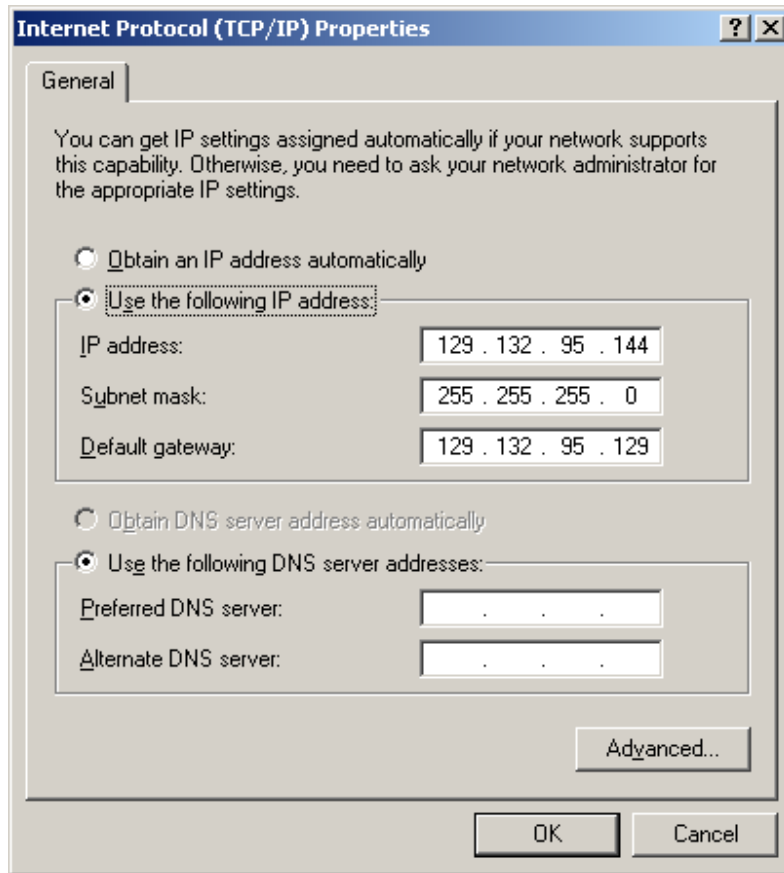 Internet Protocol (TCP/IP) Properties
General
You can get IP settings assigned automatically if your network supports
this capability. Otherwise, you need to ask your network administrator for
the appropriate IP settings.
Obtain an IP address automatically
Use the following IP address:
IP address: 129 . 132 . 95 . 144
Subnet mask: 255 . 255 . 255 . 0
Default gateway: 129 . 132 . 95 . 129
Obtain DNS server address automatically
Use the following DNS server addresses:
Preferred DNS server: . . .
Alternate DNS server: . . .
Advanced...
OK Cancel